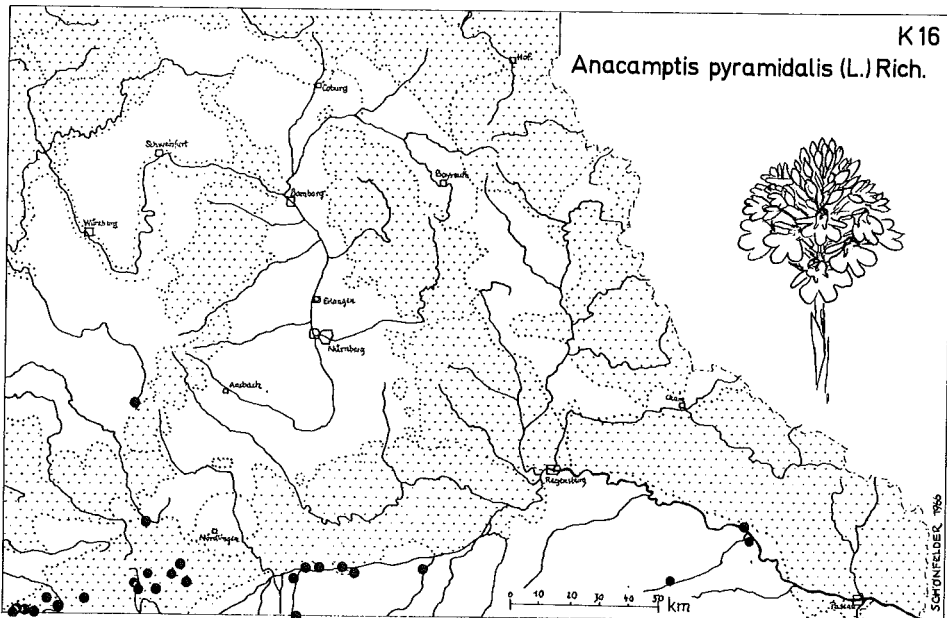 K 16
Anacamptis pyramidalis (L.) Rich.
Hof
Coburg
Schweinfurt
Bayreuth
Bamberg
Würzburg
Erlangen
Nürnberg
Ansbach
Cham
Regensburg
Nördlingen
0 10 20 30 50
km
Passau
SCHÖNFELDER 1966